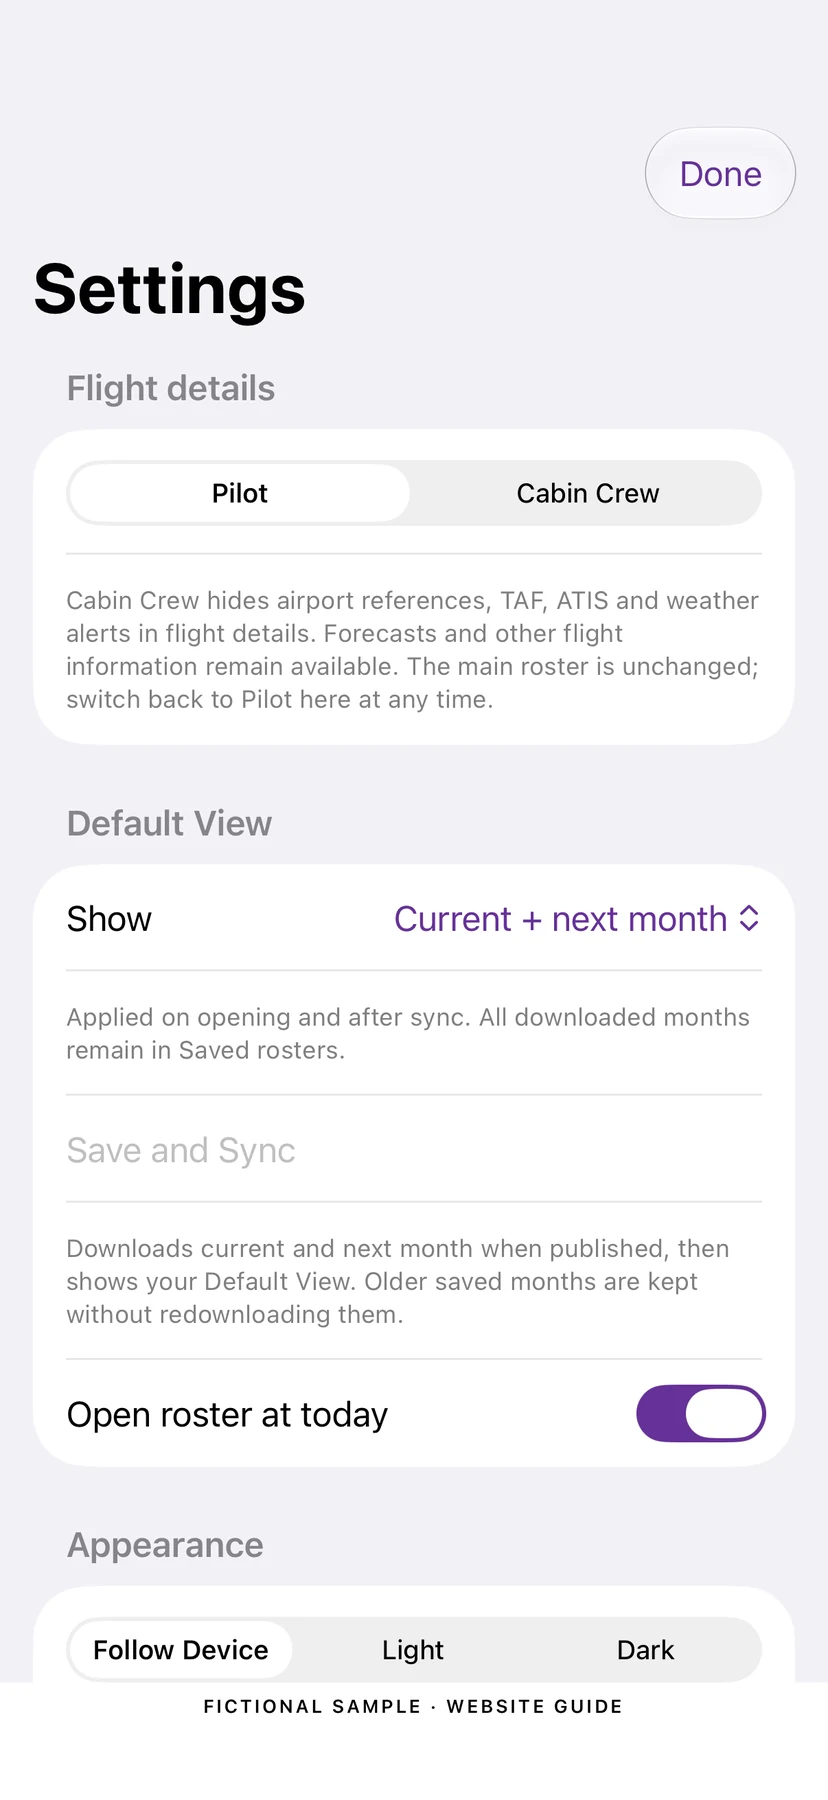 Done
Settings
Flight details
Pilot
Cabin Crew
Cabin Crew hides airport references, TAF, ATIS and weather
alerts in flight details. Forecasts and other flight
information remain available. The main roster is unchanged;
switch back to Pilot here at any time.
Default View
Show
Current + next month
Applied on opening and after sync. All downloaded months
remain in Saved rosters.
Save and Sync
Downloads current and next month when published, then
shows your Default View. Older saved months are kept
without redownloading them.
Open roster at today
Appearance
Follow Device
Light
Dark
FICTIONAL SAMPLE · WEBSITE GUIDE